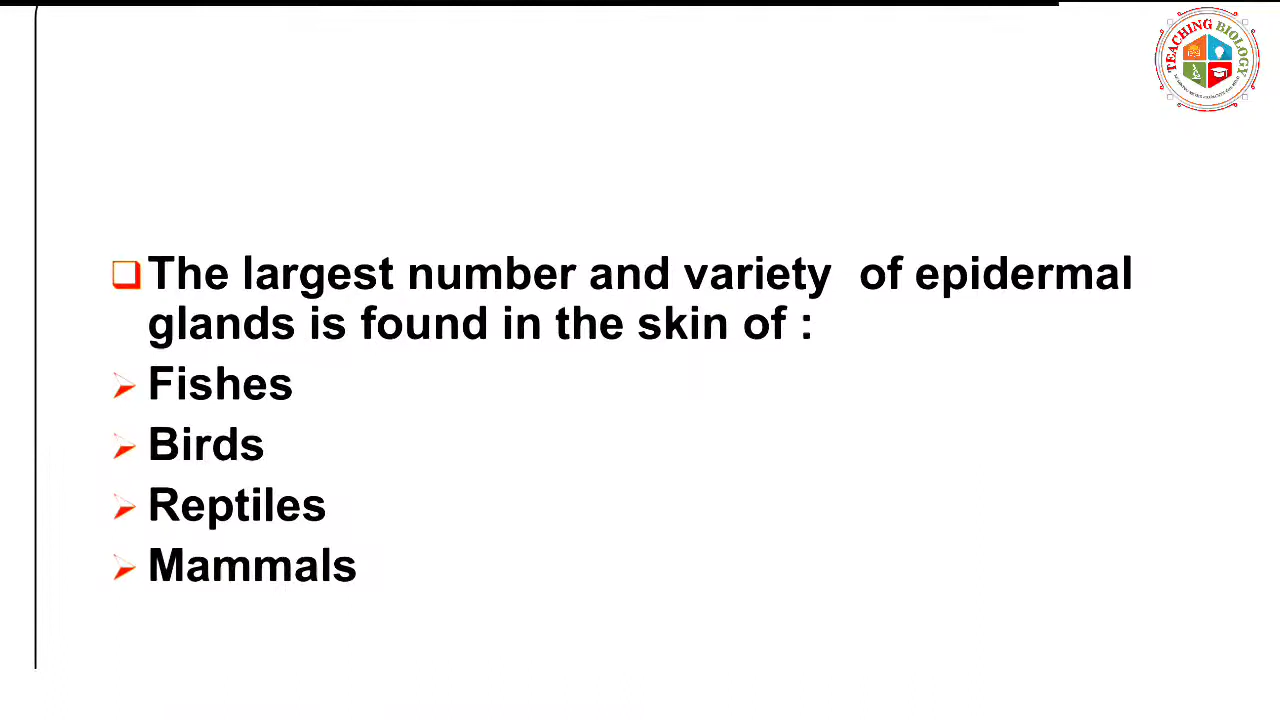 TEACHING BIOLOGY
The largest number and variety  of epidermal
glands is found in the skin of :
Fishes
Birds
Reptiles
Mammals